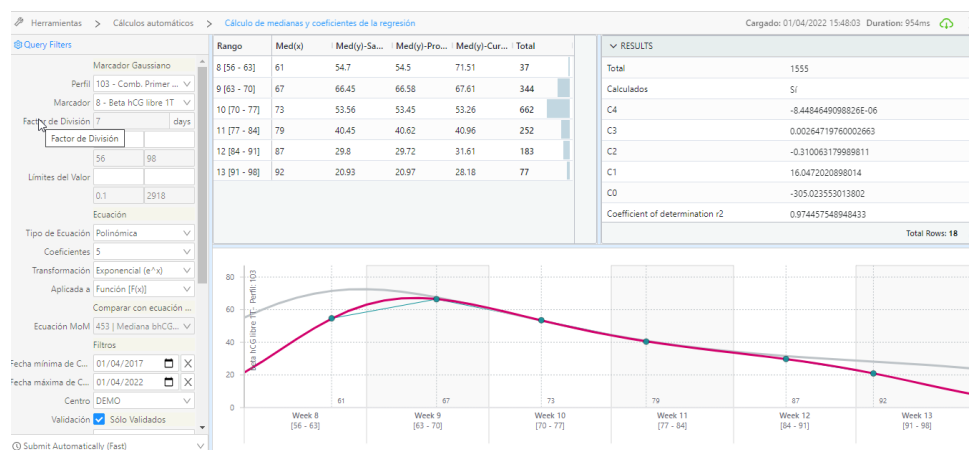 Herramientas > Cálculos automáticos > Cálculo de medianas y coeficientes de la regresión
Cargado: 01/04/2022 15:48:03 Duration: 954ms
Query Filters
Marcador Gaussiano
Perfil 103 - Comb. Primer ...
Marcador 8 - Beta hCG libre 1T
Factor de División 7 days
Factor de División
56 98
Límites del Valor
0.1 2918
Ecuación
Tipo de Ecuación Polinómica
Coeficientes 5
Transformación Exponencial (e^x)
Aplicada a Función [F(x)]
Comparar con ecuación ...
Ecuación MoM 453 | Mediana bhCG...
Filtros
Fecha mínima de C... 01/04/2017
Fecha máxima de C... 01/04/2022
Centro DEMO
Validación Sólo Validados
Submit Automatically (Fast)
Rango Med(x) Med(y)-Sa... Med(y)-Pro... Med(y)-Cur... Total
8 [56 - 63] 61 54.7 54.5 71.51 37
9 [63 - 70] 67 66.45 66.58 67.61 344
10 [70 - 77] 73 53.56 53.45 53.26 662
11 [77 - 84] 79 40.45 40.62 40.96 252
12 [84 - 91] 87 29.8 29.72 31.61 183
13 [91 - 98] 92 20.93 20.97 28.18 77
RESULTS
Total 1555
Calculados Sí
C4 -8.4484649098826E-06
C3 0.00264719760002663
C2 -0.310063179989811
C1 16.0472020898014
C0 -305.023553013802
Coefficient of determination r2 0.974457548948433
Total Rows: 18
Beta hCG libre 1T - Perfil: 103
80
60
40
20
0
61 67 73 79 87 92
Week 8 Week 9 Week 10 Week 11 Week 12 Week 13
[56 - 63] [63 - 70] [70 - 77] [77 - 84] [84 - 91] [91 - 98]